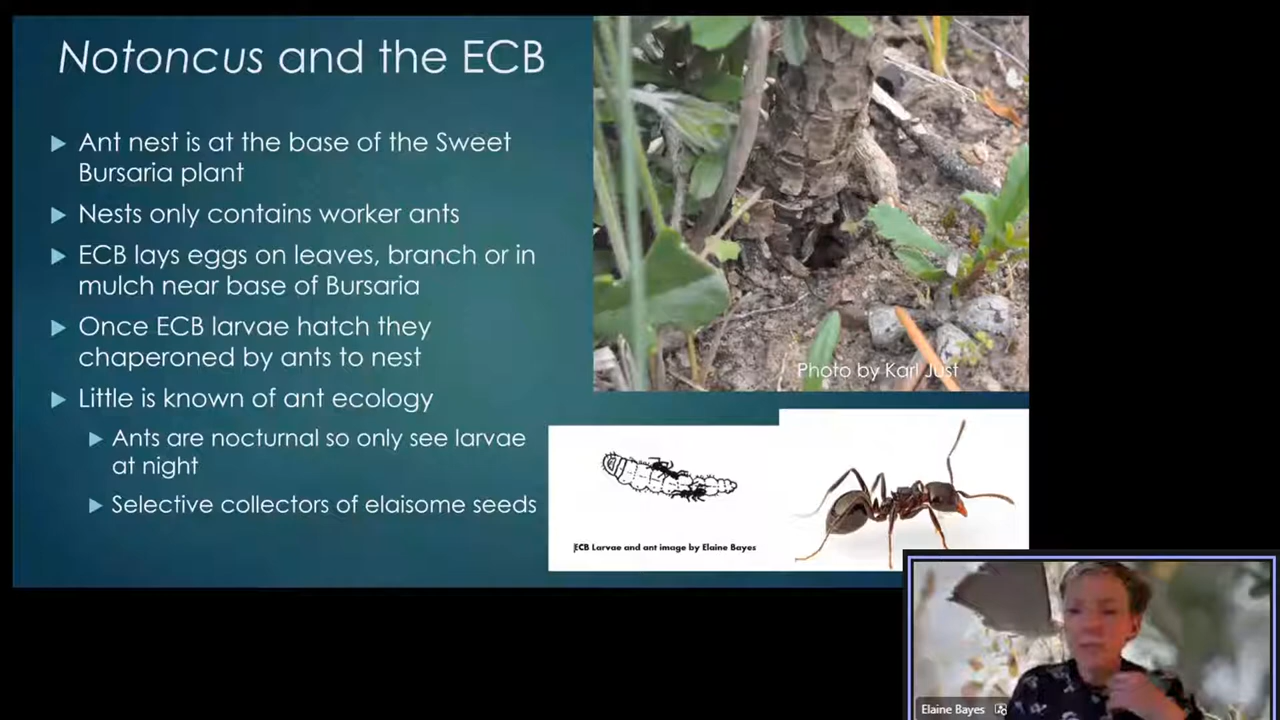 Notoncus and the ECB
Ant nest is at the base of the Sweet
Bursaria plant
Nests only contains worker ants
ECB lays eggs on leaves, branch or in
mulch near base of Bursaria
Once ECB larvae hatch they
chaperoned by ants to nest
Little is known of ant ecology
Ants are nocturnal so only see larvae
at night
Selective collectors of elaisome seeds
Photo by Karl Just
ECB Larvae and ant image by Elaine Bayes
Elaine Bayes